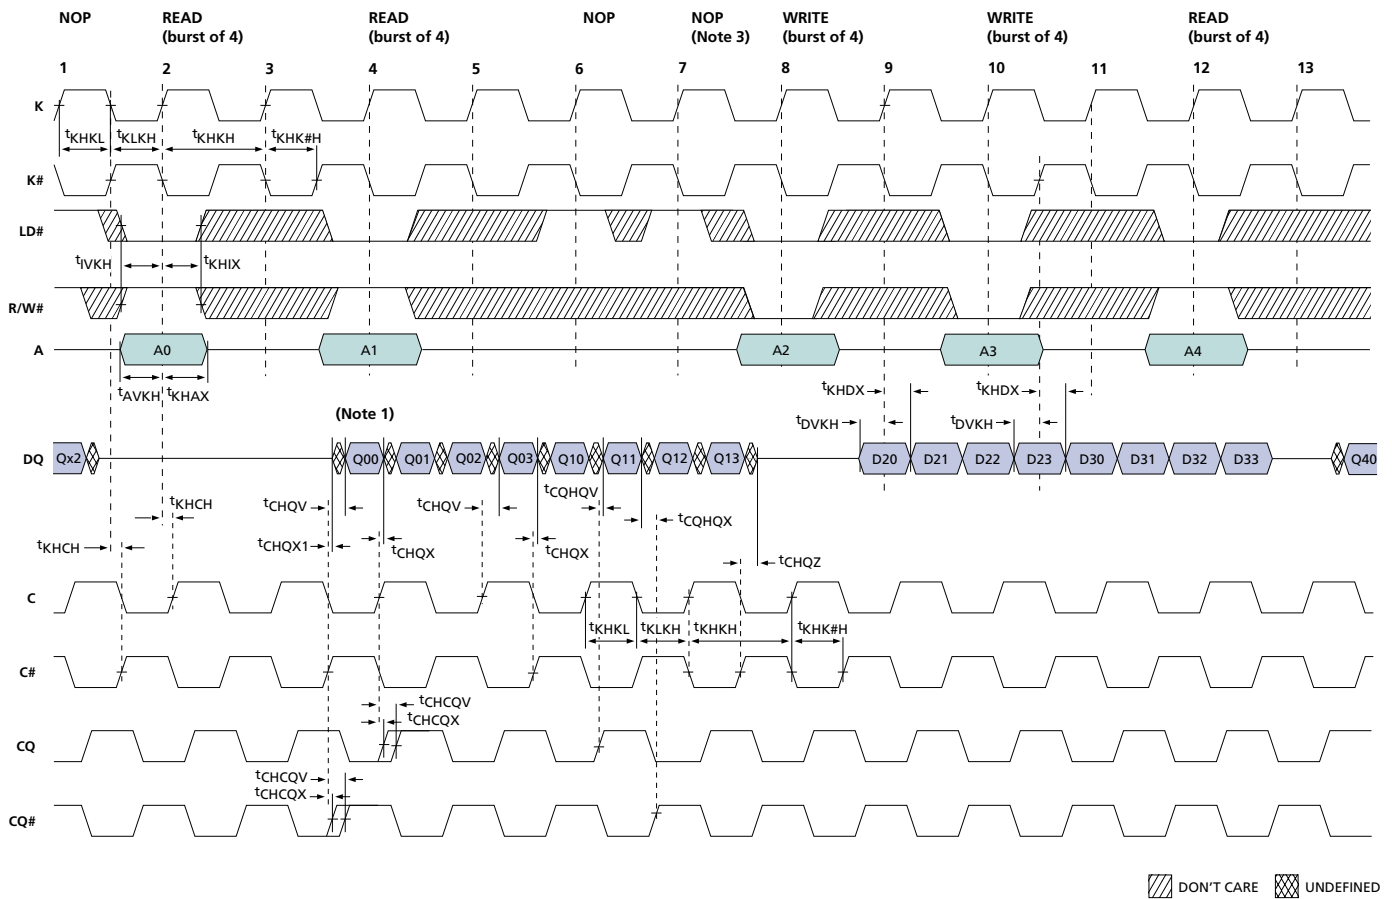 NOP READ READ NOP NOP WRITE WRITE READ
(burst of 4) (burst of 4) (Note 3) (burst of 4) (burst of 4) (burst of 4)
1 2 3 4 5 6 7 8 9 10 11 12 13
K
tKHKL tKLKH tKHKH tKHK#H
K#
LD#
tIVKH tKHIX
R/W#
A A0 A1 A2 A3 A4
tAVKH tKHAX tKHDX tKHDX
(Note 1) tDVKH tDVKH
DQ Qx2 Q00 Q01 Q02 Q03 Q10 Q11 Q12 Q13 D20 D21 D22 D23 D30 D31 D32 D33 Q40
tKHCH tCHQV tCHQV tCQHQV tCQHQX
tKHCH tCHQX1 tCHQX tCHQX tCHQZ
C
tKHKL tKLKH tKHKH tKHK#H
C#
tCHCQV
tCHCQX
CQ
tCHCQV
tCHCQX
CQ#
DON'T CARE UNDEFINED